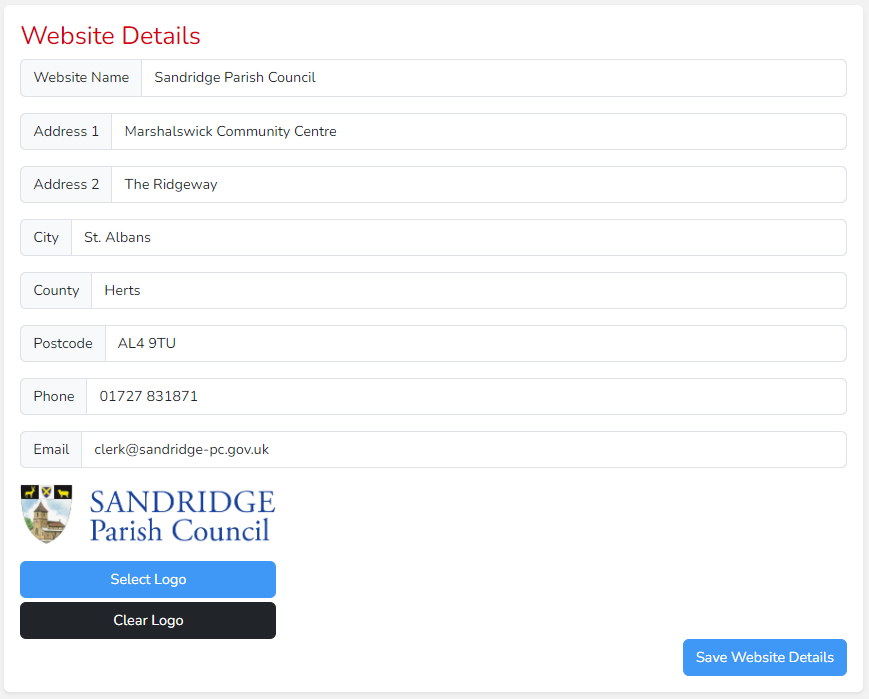 Website Details
Website Name Sandridge Parish Council
Address 1 Marshalswick Community Centre
Address 2 The Ridgeway
City St. Albans
County Herts
Postcode AL4 9TU
Phone 01727 831871
Email clerk@sandridge-pc.gov.uk
SANDRIDGE
Parish Council
Select Logo
Clear Logo
Save Website Details